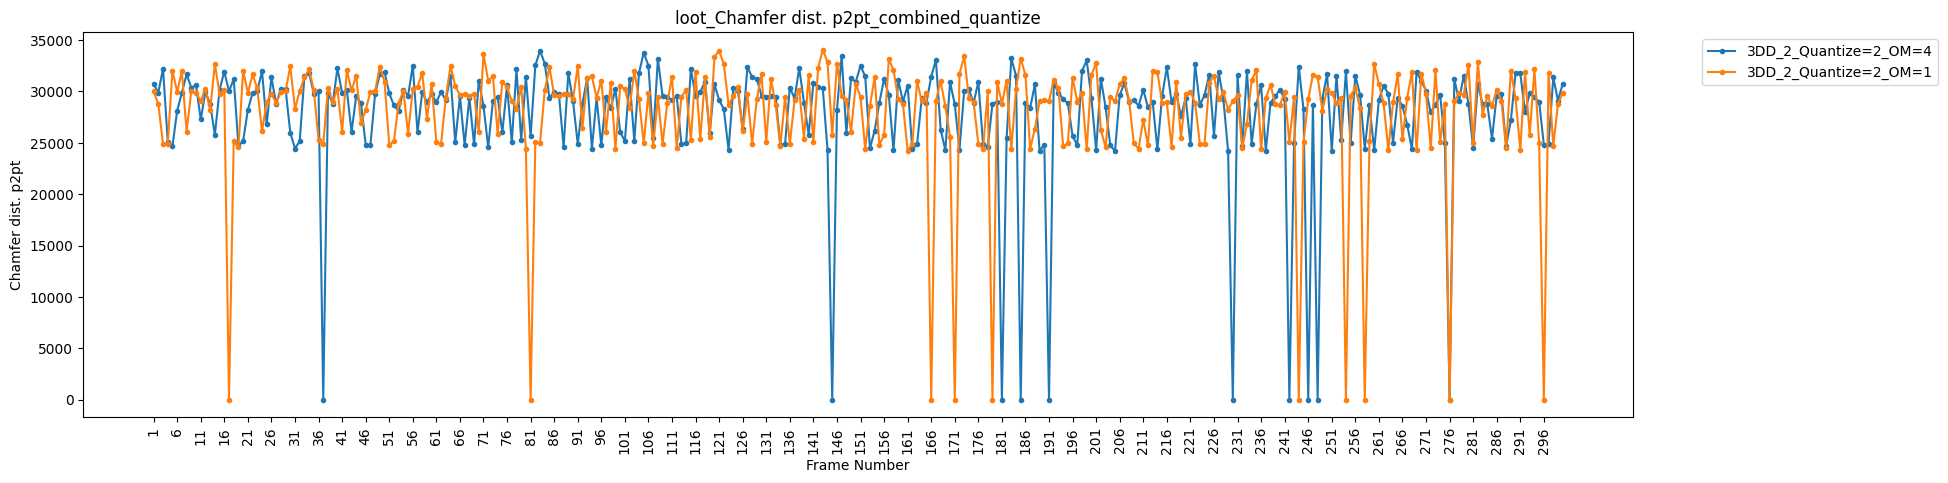 loot_Chamfer dist. p2pt_combined_quantize
35000
30000
25000
20000
15000
10000
5000
0
Chamfer dist. p2pt
1 6 11 16 21 26 31 36 41 46 51 56 61 66 71 76 81 86 91 96 101 106 111 116 121 126 131 136 141 146 151 156 161 166 171 176 181 186 191 196 201 206 211 216 221 226 231 236 241 246 251 256 261 266 271 276 281 286 291 296
Frame Number
3DD_2_Quantize=2_OM=4
3DD_2_Quantize=2_OM=1